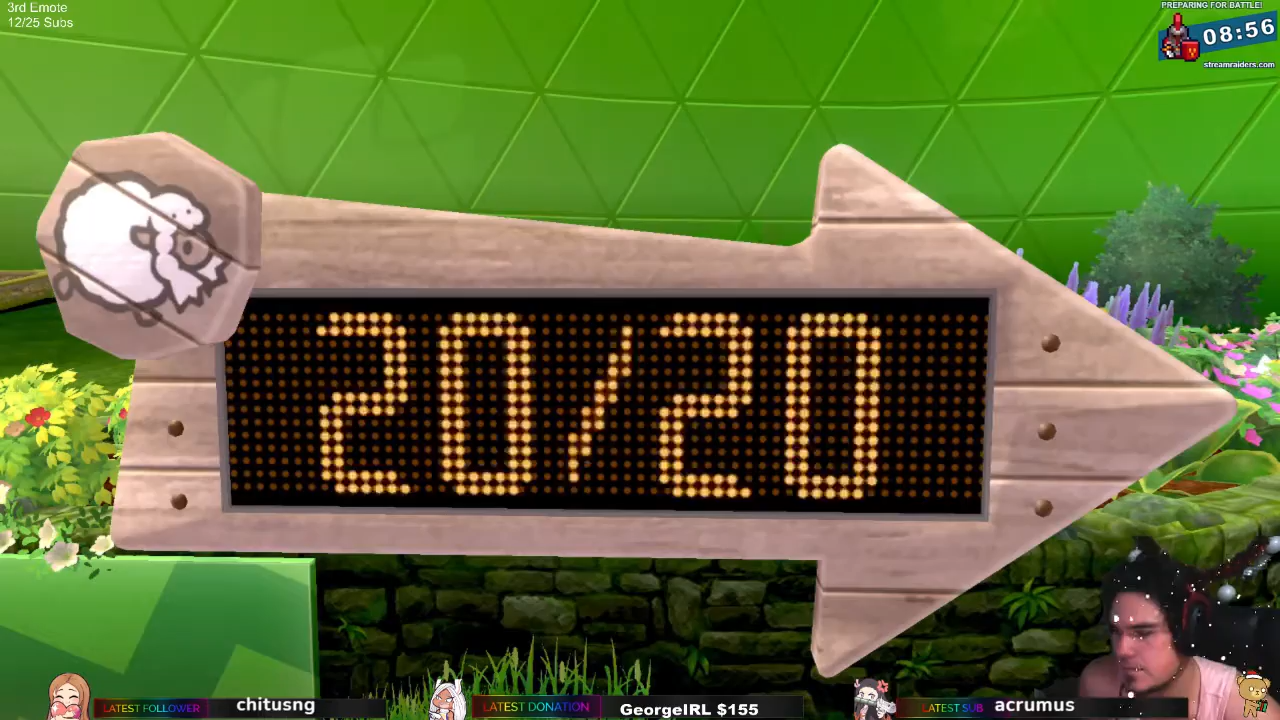 3rd Emote
12/25 Subs
PREPARING FOR BATTLE!
08:56
streamraiders.com
20/20
LATEST FOLLOWER chitusng
LATEST DONATION GeorgeIRL $155
LATEST SUB acrumus